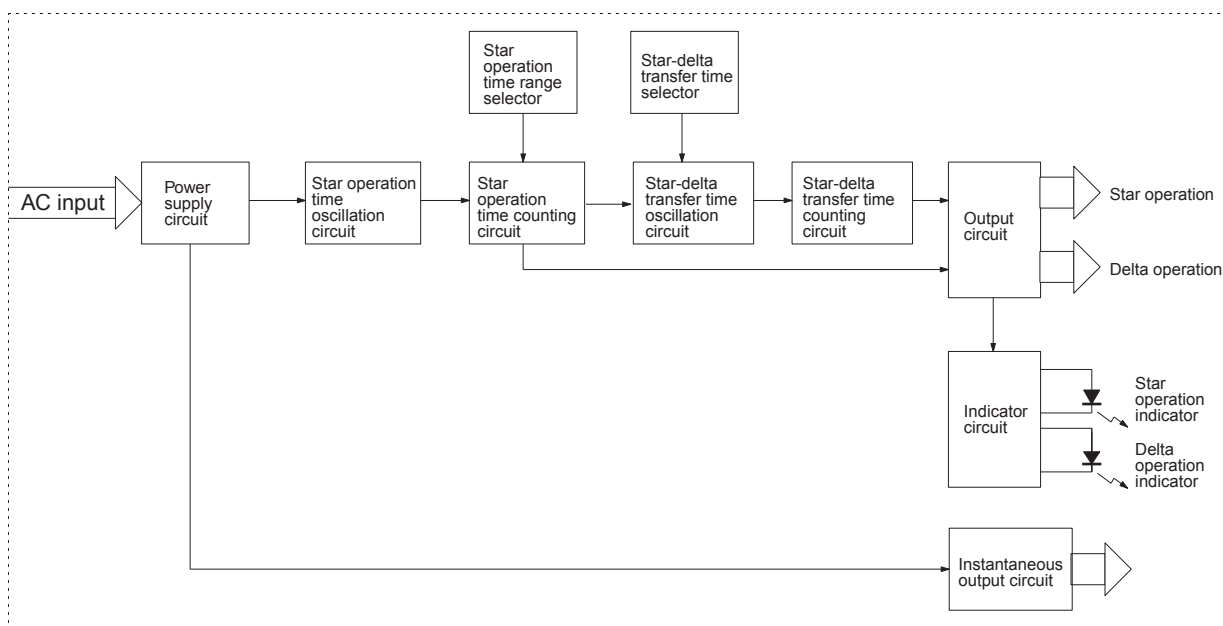 Star
operation
time range
selector
Star-delta
transfer time
selector
AC input
Power
supply
circuit
Star operation
time
oscillation
circuit
Star
operation
time counting
circuit
Star-delta
transfer time
oscillation
circuit
Star-delta
transfer time
counting
circuit
Output
circuit
Star operation
Delta operation
Indicator
circuit
Star
operation
indicator
Delta
operation
indicator
Instantaneous
output circuit